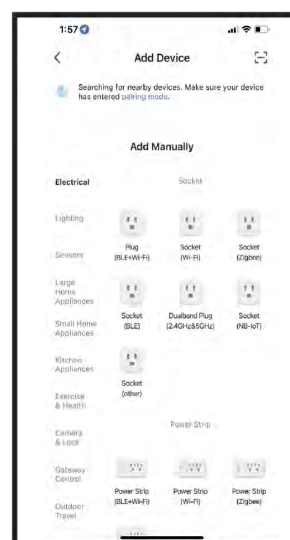 1:57
Add Device
Searching for nearby devices. Make sure your device
has entered pairing mode.
Add Manually
Electrical
Socket
Lighting
Plug
(BLE+Wi-Fi)
Socket
(Wi-Fi)
Socket
(Zigbee)
Sensors
Large
Home
Appliances
Socket
(BLE)
Dualband Plug
(2.4GHz&5GHz)
Socket
(NB-IoT)
Small Home
Appliances
Kitchen
Appliances
Socket
(other)
Exercise
& Health
Power Strip
Camera
& Lock
Gateway
Control
Power Strip
(BLE+Wi-Fi)
Power Strip
(Wi-Fi)
Power Strip
(Zigbee)
Outdoor
Travel